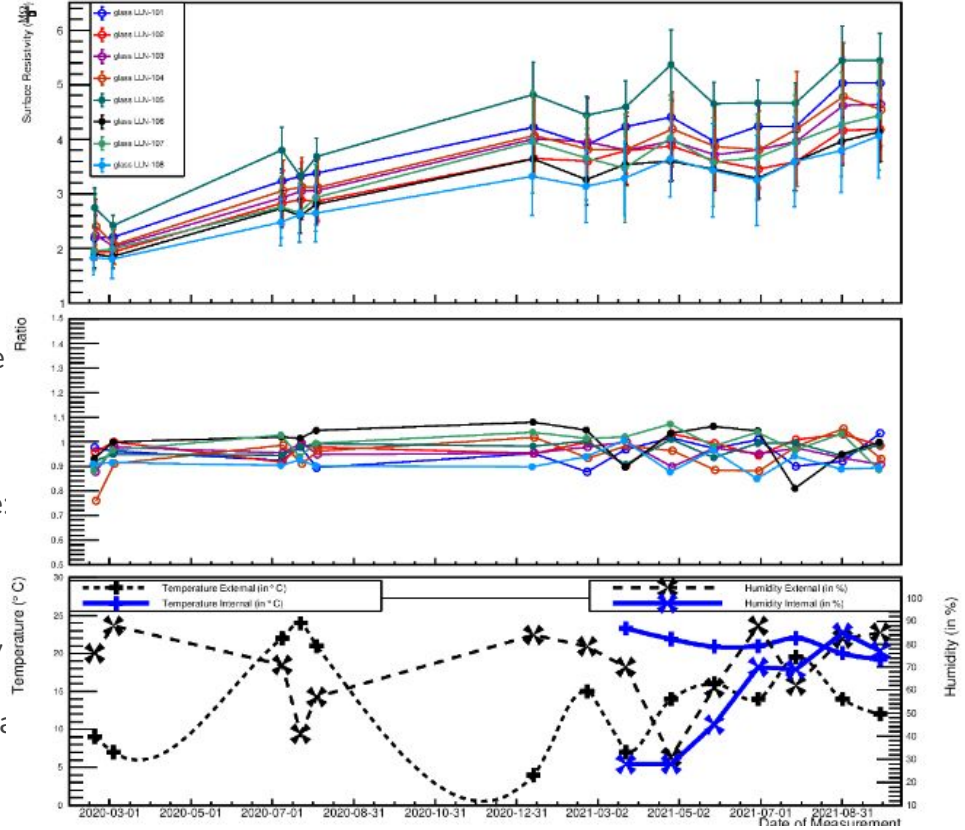 Surface Resistivity (MΩ/
glass LLN-101
glass LLN-102
glass LLN-103
glass LLN-104
glass LLN-105
glass LLN-106
glass LLN-107
glass LLN-108
6
5
4
3
2
1
Ratio
1.5
1.4
1.3
1.2
1.1
1
0.9
0.8
0.7
0.6
0.5
Temperature (° C)
30
25
20
15
10
5
0
Temperature External (in ° C)
Temperature Internal (in ° C)
Humidity External (in %)
Humidity Internal (in %)
100
90
80
70
60
50
40
30
20
10
Humidity (in %)
2020-03-01 2020-05-01 2020-07-01 2020-08-31 2020-10-31 2020-12-31 2021-03-02 2021-05-02 2021-07-01 2021-08-31
Date of Measurement